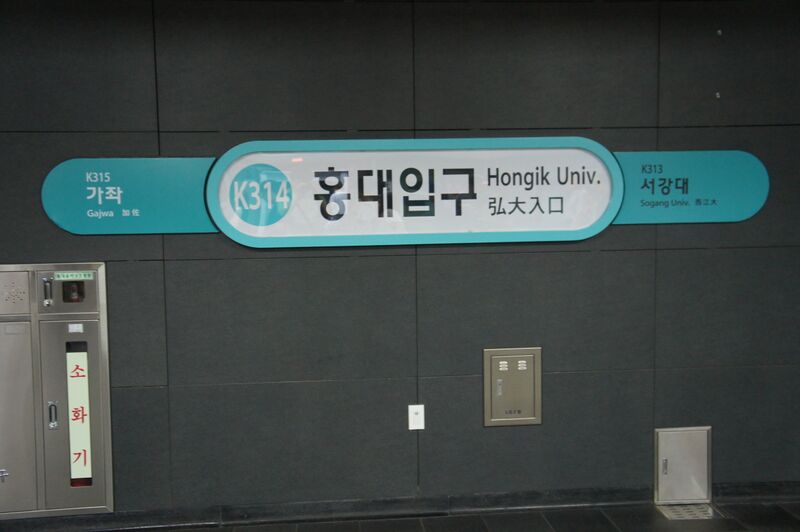 K315
가좌
Gajwa 加佐
K314
홍대입구
Hongik Univ.
弘大入口
K313
서강대
Sogang Univ. 西江大
소
화
기